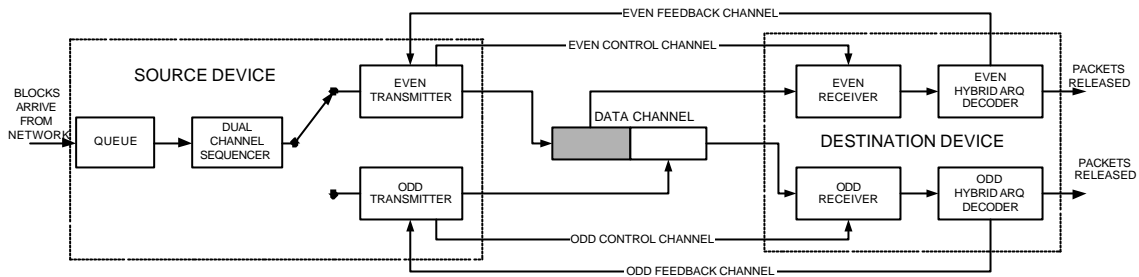 EVEN FEEDBACK CHANNEL
EVEN CONTROL CHANNEL
SOURCE DEVICE
EVEN
TRANSMITTER
EVEN
RECEIVER
EVEN
HYBRID ARQ
DECODER
PACKETS
RELEASED
BLOCKS
ARRIVE
FROM
NETWORK
QUEUE
DUAL
CHANNEL
SEQUENCER
DATA CHANNEL
DESTINATION DEVICE
ODD
TRANSMITTER
ODD
RECEIVER
ODD
HYBRID ARQ
DECODER
PACKETS
RELEASED
ODD CONTROL CHANNEL
ODD FEEDBACK CHANNEL